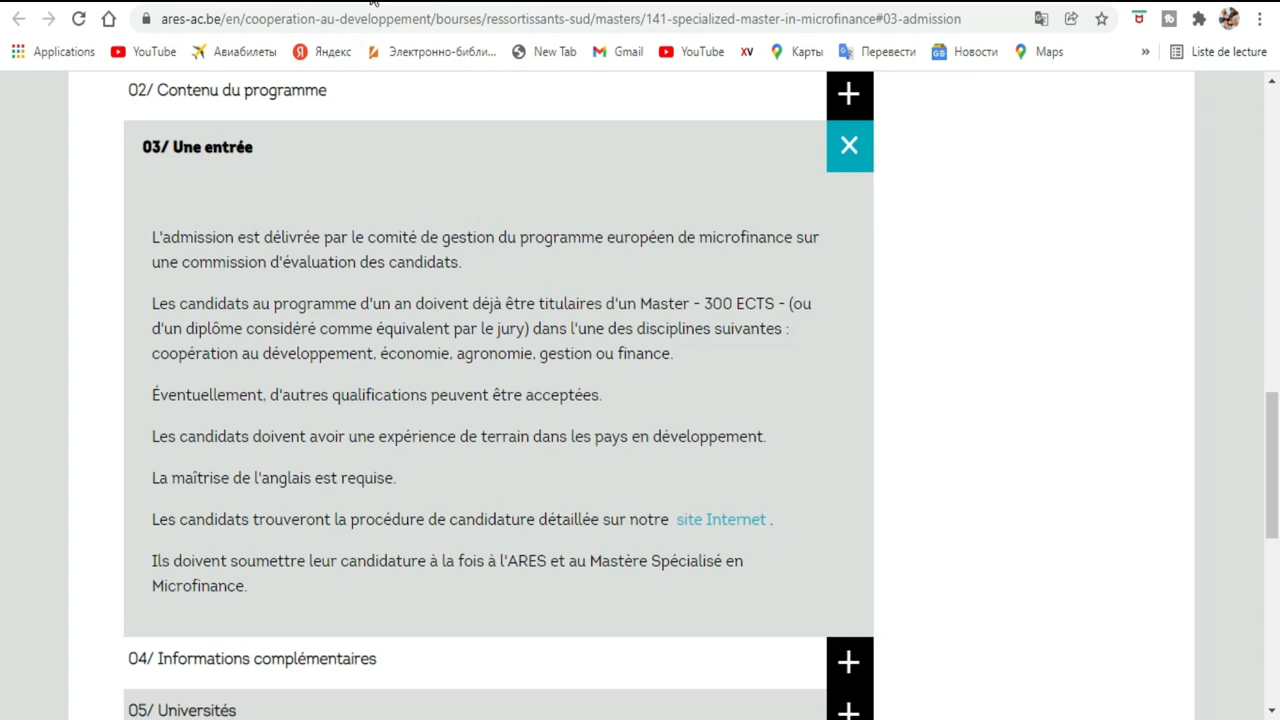 ares-ac.be/en/cooperation-au-developpement/bourses/ressortissants-sud/masters/141-specialized-master-in-microfinance#03-admission
Applications YouTube Авиабилеты Яндекс Электронно-библи... New Tab Gmail YouTube XV Карты Перевести Новости Maps » Liste de lecture
02/ Contenu du programme
03/ Une entrée
L'admission est délivrée par le comité de gestion du programme européen de microfinance sur
une commission d'évaluation des candidats.
Les candidats au programme d'un an doivent déjà être titulaires d'un Master - 300 ECTS - (ou
d'un diplôme considéré comme équivalent par le jury) dans l'une des disciplines suivantes :
coopération au développement, économie, agronomie, gestion ou finance.
Éventuellement, d'autres qualifications peuvent être acceptées.
Les candidats doivent avoir une expérience de terrain dans les pays en développement.
La maîtrise de l'anglais est requise.
Les candidats trouveront la procédure de candidature détaillée sur notre site Internet .
Ils doivent soumettre leur candidature à la fois à l'ARES et au Mastère Spécialisé en
Microfinance.
04/ Informations complémentaires
05/ Universités